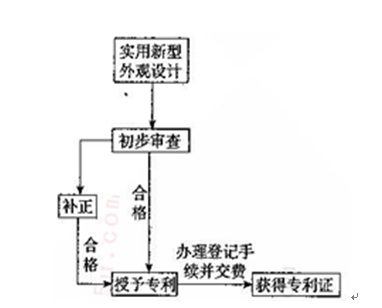 实用新型
外观设计
初步审查
合格
补正
合格
办理登记手
续并交费
授予专利
获得专利证